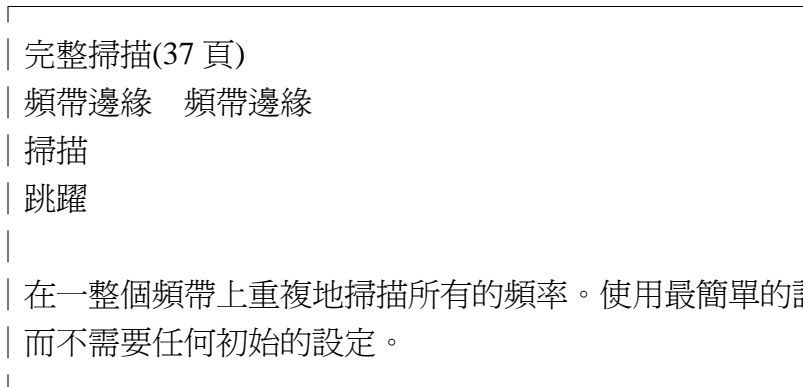 完整掃描(37 頁)
頻帶邊緣　頻帶邊緣
掃描
跳躍
在一整個頻帶上重複地掃描所有的頻率。使用最簡單的
而不需要任何初始的設定。